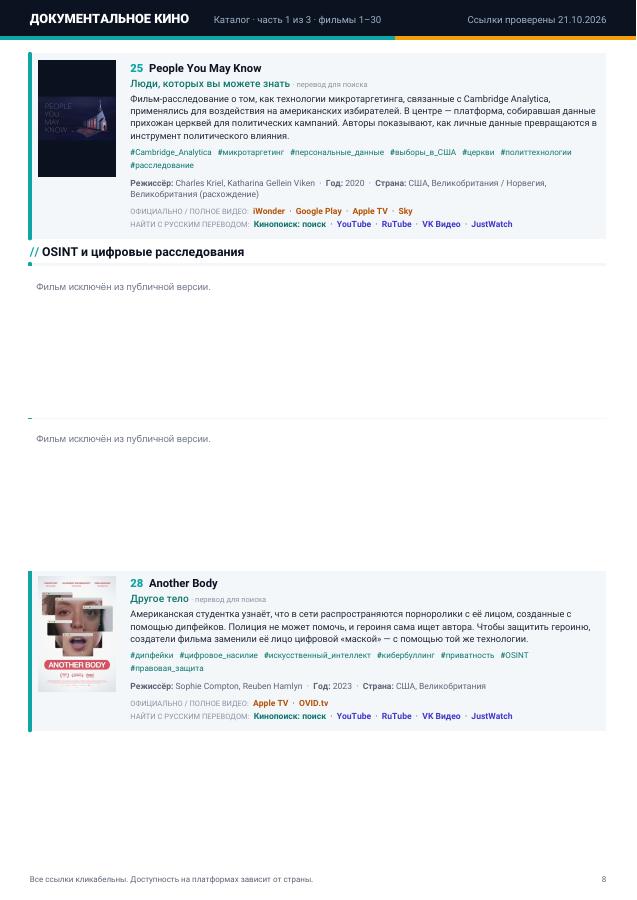 ДОКУМЕНТАЛЬНОЕ КИНО Каталог · часть 1 из 3 · фильмы 1–30 Ссылки проверены 21.10.2026
PEOPLE
YOU
MAY
KNOW
25 People You May Know
Люди, которых вы можете знать · перевод для поиска
Фильм-расследование о том, как технологии микротаргетинга, связанные с Cambridge Analytica,
применялись для воздействия на американских избирателей. В центре — платформа, собиравшая данные
прихожан церквей для политических кампаний. Авторы показывают, как личные данные превращаются в
инструмент политического влияния.
#Cambridge_Analytica #микротаргетинг #персональные_данные #выборы_в_США #церкви #политтехнологии
#расследование
Режиссёр: Charles Kriel, Katharina Gellein Viken · Год: 2020 · Страна: США, Великобритания / Норвегия,
Великобритания (расхождение)
ОФИЦИАЛЬНО / ПОЛНОЕ ВИДЕО: iWonder · Google Play · Apple TV · Sky
НАЙТИ С РУССКИМ ПЕРЕВОДОМ: Кинопоиск: поиск · YouTube · RuTube · VK Видео · JustWatch
// OSINT и цифровые расследования
Фильм исключён из публичной версии.
Фильм исключён из публичной версии.
ANOTHER BODY
28 Another Body
Другое тело · перевод для поиска
Американская студентка узнаёт, что в сети распространяются порноролики с её лицом, созданные с
помощью дипфейков. Полиция не может помочь, и героиня сама ищет автора. Чтобы защитить героиню,
создатели фильма заменили её лицо цифровой «маской» — с помощью той же технологии.
#дипфейки #цифровое_насилие #искусственный_интеллект #кибербуллинг #приватность #OSINT
#правовая_защита
Режиссёр: Sophie Compton, Reuben Hamlyn · Год: 2023 · Страна: США, Великобритания
ОФИЦИАЛЬНО / ПОЛНОЕ ВИДЕО: Apple TV · OVID.tv
НАЙТИ С РУССКИМ ПЕРЕВОДОМ: Кинопоиск: поиск · YouTube · RuTube · VK Видео · JustWatch
Все ссылки кликабельны. Доступность на платформах зависит от страны. 8